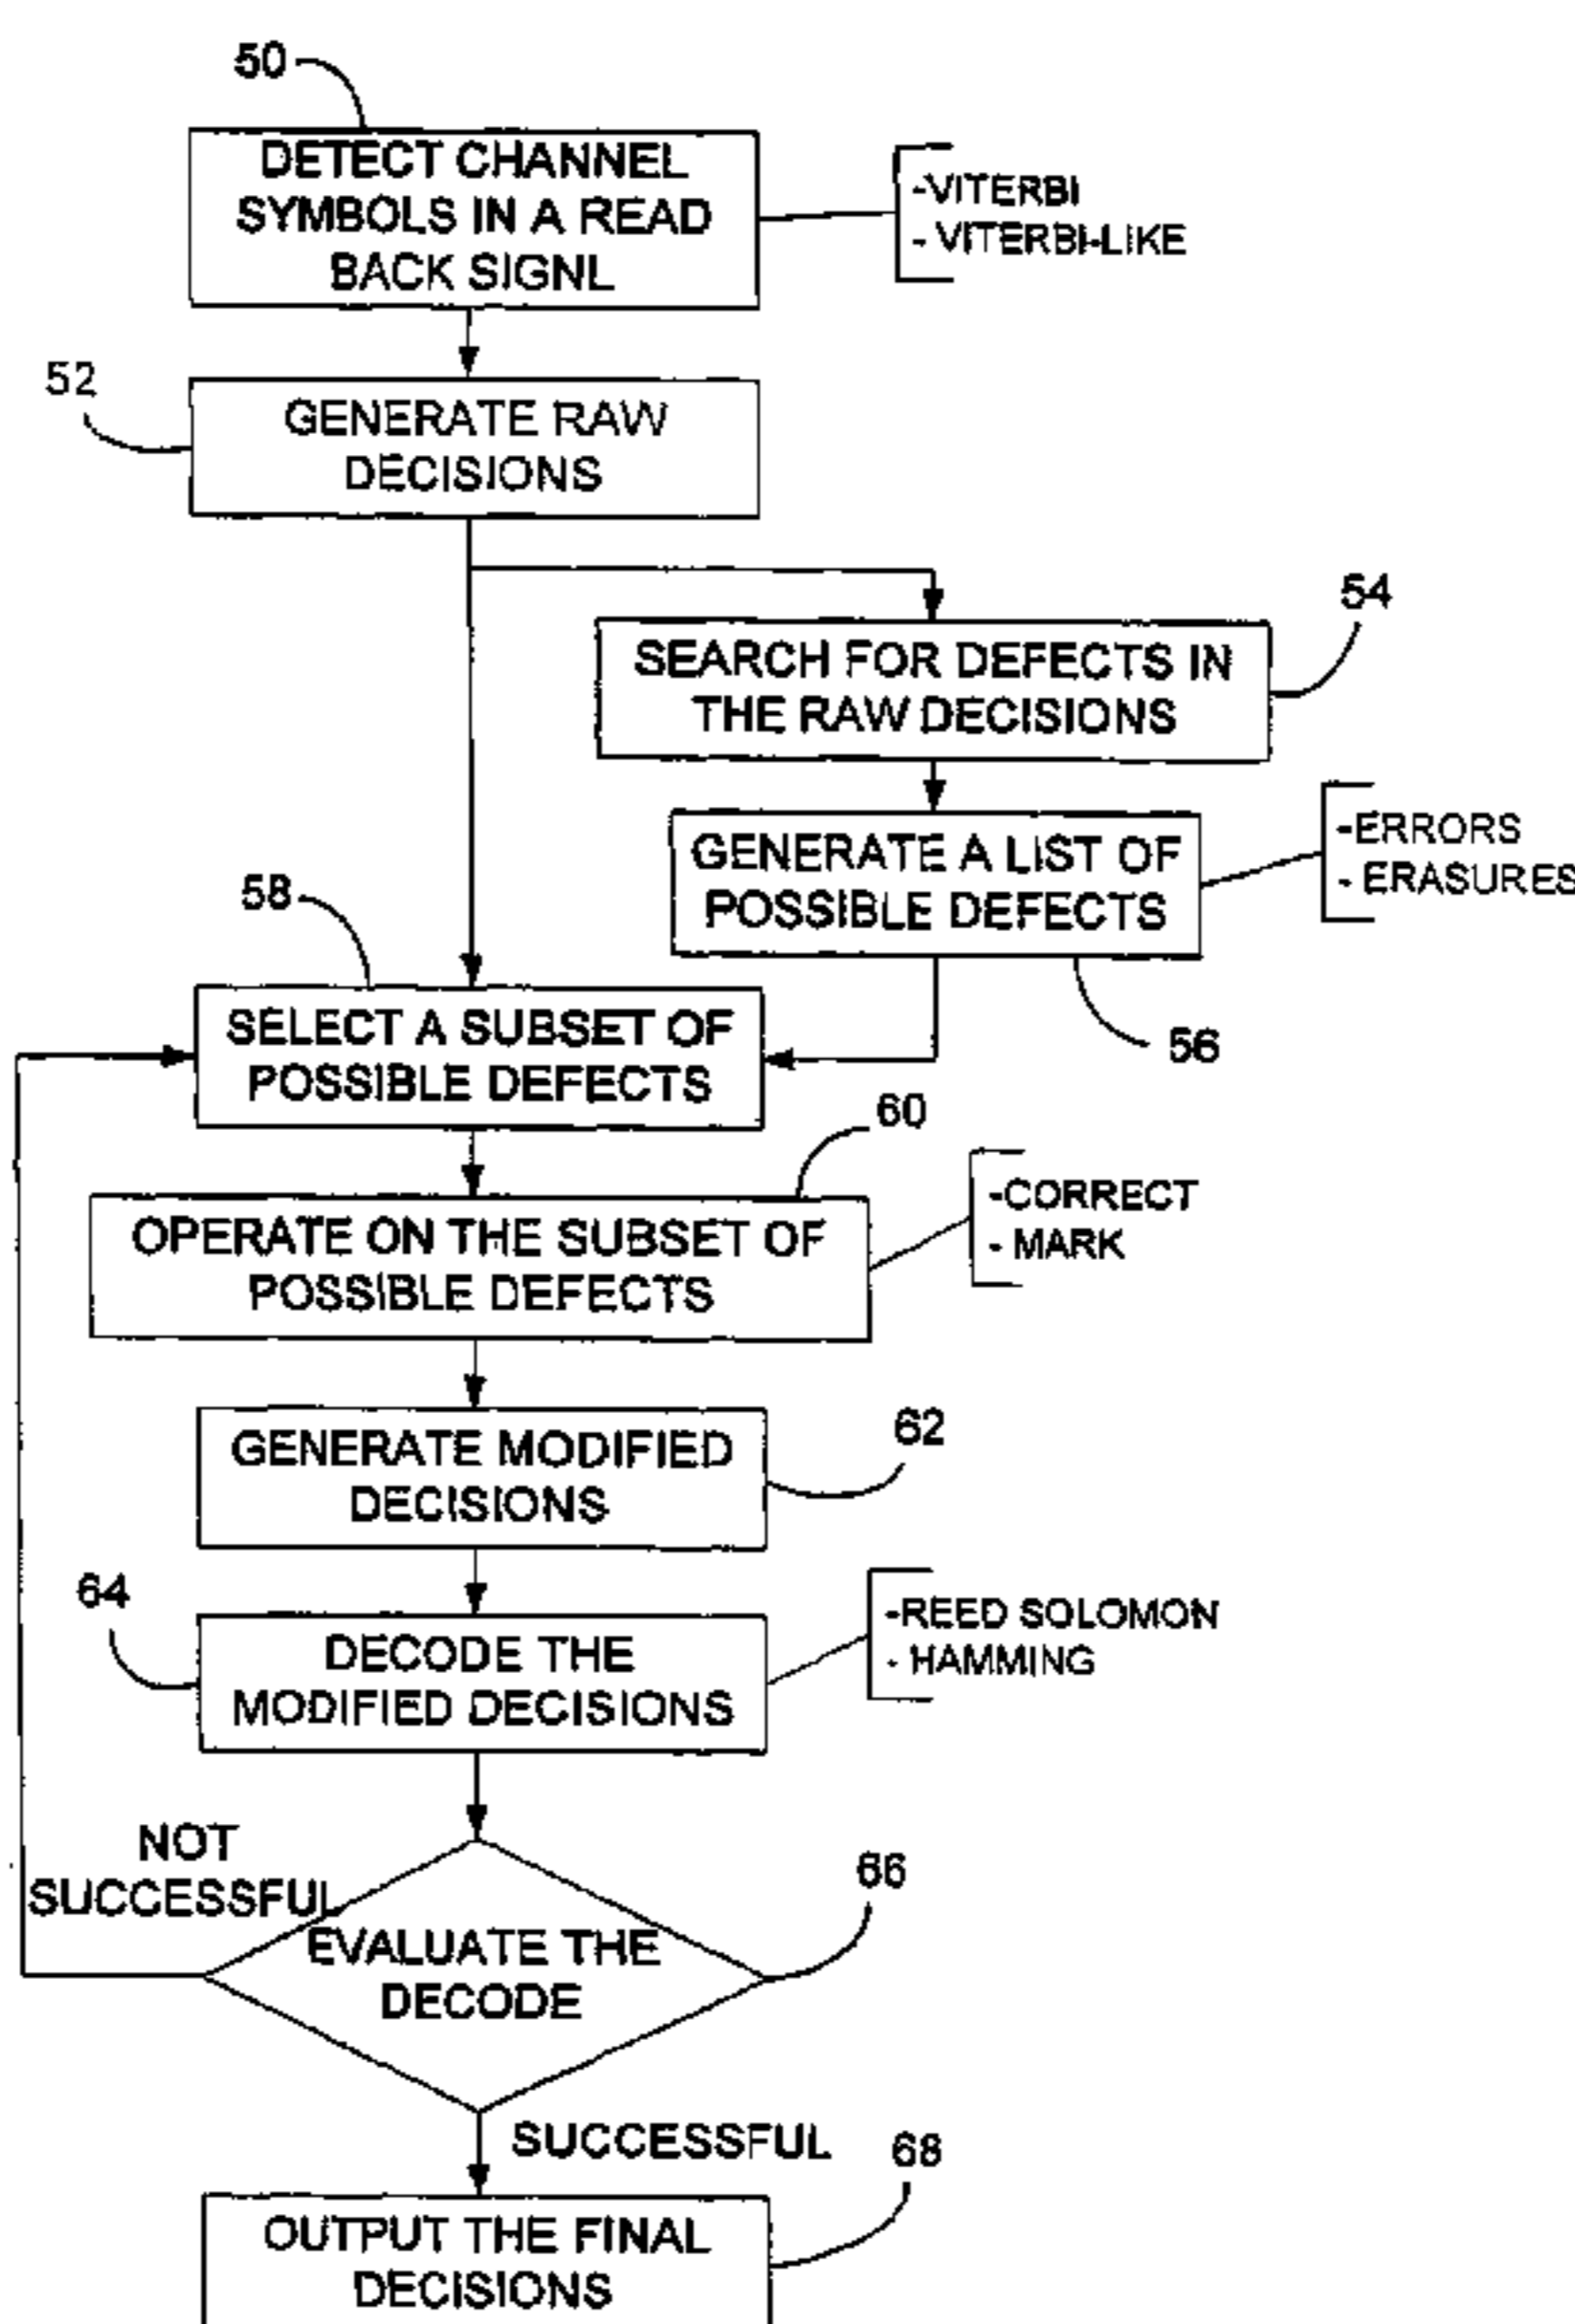 50
DETECT CHANNEL
SYMBOLS IN A READ
BACK SIGNL
-VITERBI
- VITERBI-LIKE
52
GENERATE RAW
DECISIONS
54
SEARCH FOR DEFECTS IN
THE RAW DECISIONS
GENERATE A LIST OF
POSSIBLE DEFECTS
-ERRORS
- ERASURES
56
58
SELECT A SUBSET OF
POSSIBLE DEFECTS
60
OPERATE ON THE SUBSET OF
POSSIBLE DEFECTS
-CORRECT
- MARK
62
GENERATE MODIFIED
DECISIONS
64
DECODE THE
MODIFIED DECISIONS
-REED SOLOMON
- HAMMING
NOT
SUCCESSFUL
66
EVALUATE THE
DECODE
SUCCESSFUL
68
OUTPUT THE FINAL
DECISIONS